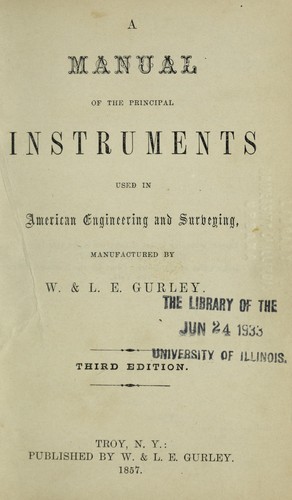 A
MANUAL
OF THE PRINCIPAL
INSTRUMENTS
USED IN
American Engineering and Surveying,
MANUFACTURED BY
W. & L. E. GURLEY.
THE LIBRARY OF THE
JUN 24 1933
UNIVERSITY OF ILLINOIS.
THIRD EDITION.
TROY, N. Y.:
PUBLISHED BY W. & L. E. GURLEY.
1857.